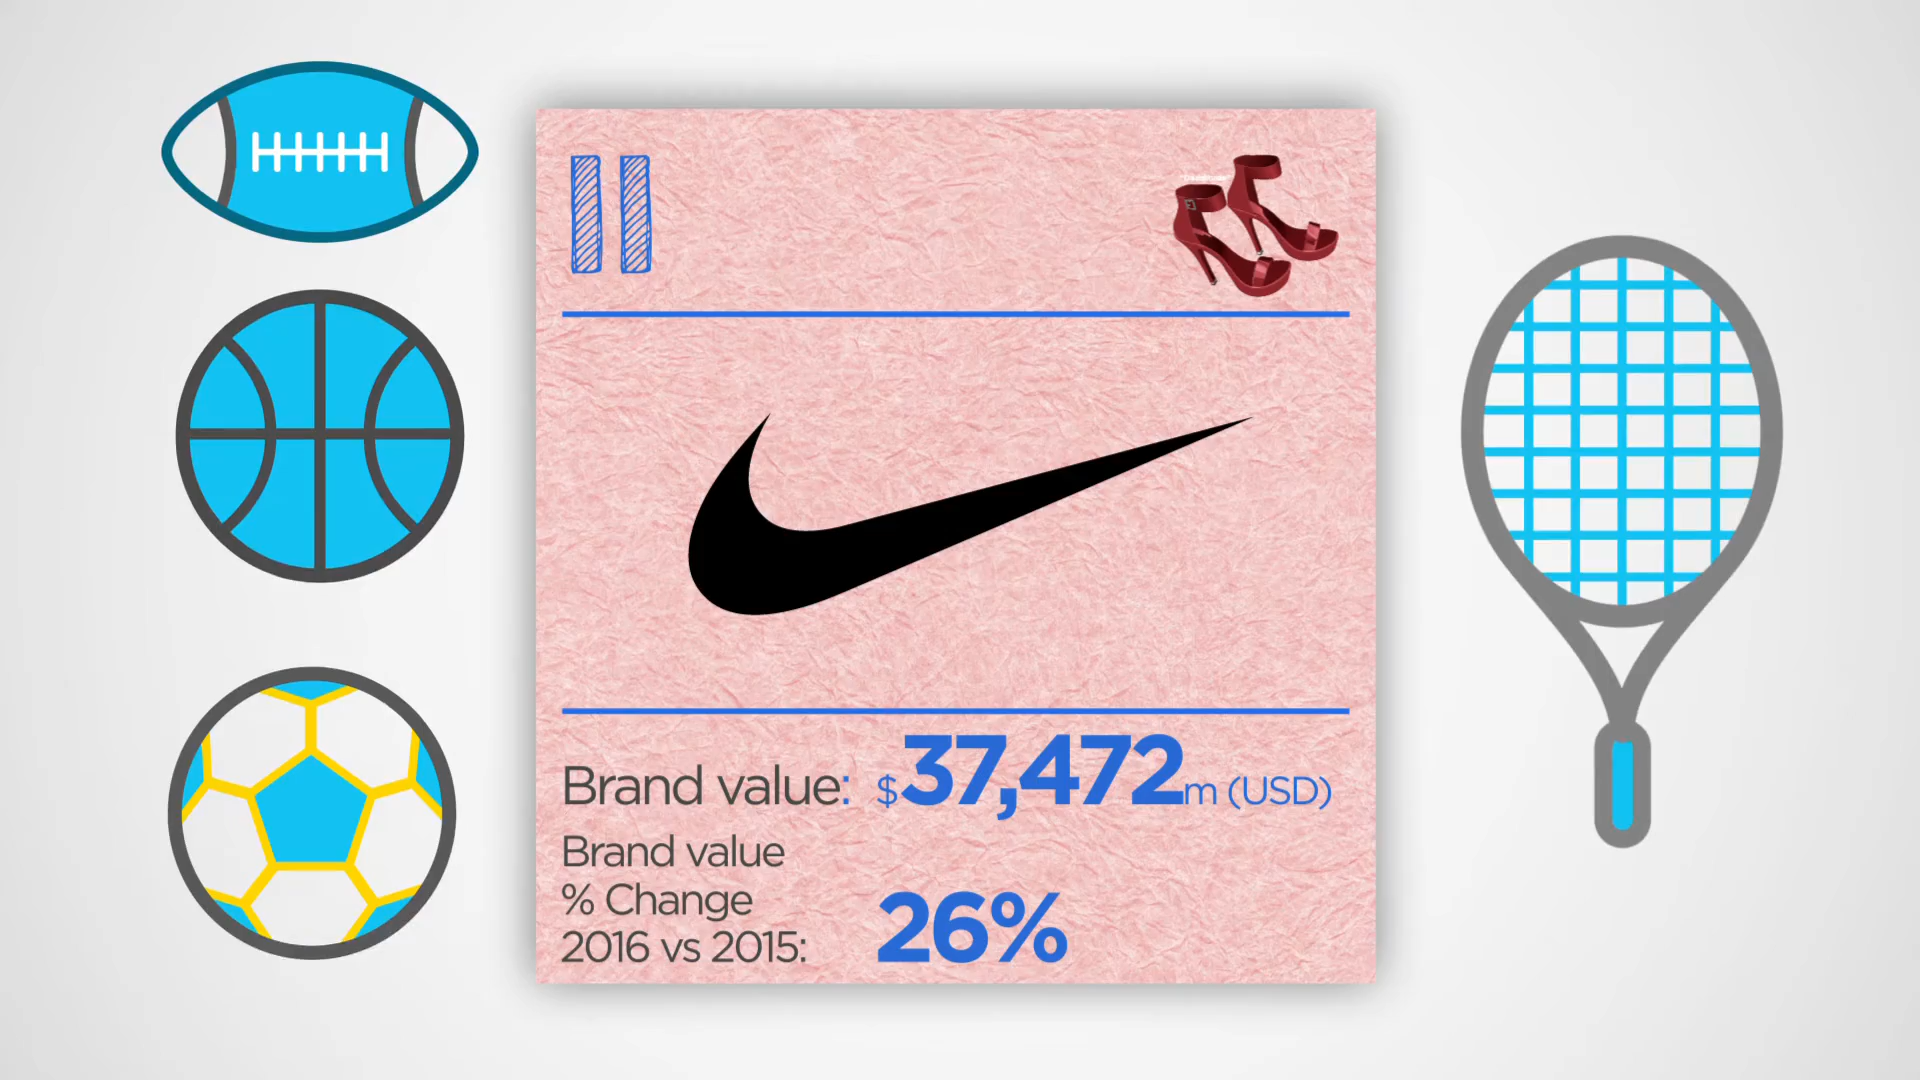 Brand value: $37,472m (USD)
Brand value
% Change
2016 vs 2015: 26%